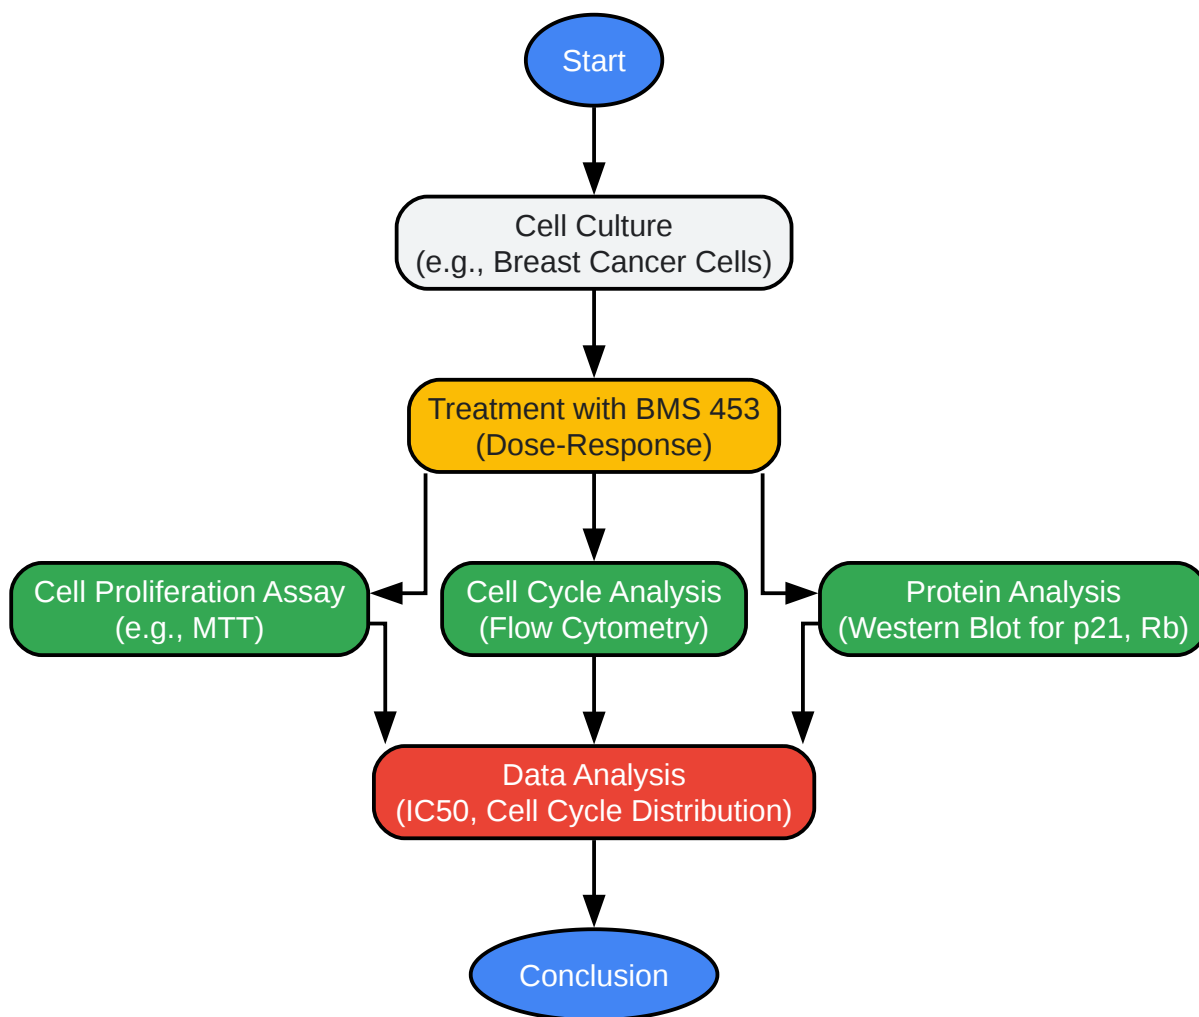 Start
Cell Culture
(e.g., Breast Cancer Cells)
Treatment with BMS 453
(Dose-Response)
Cell Proliferation Assay
(e.g., MTT)
Cell Cycle Analysis
(Flow Cytometry)
Protein Analysis
(Western Blot for p21, Rb)
Data Analysis
(IC50, Cell Cycle Distribution)
Conclusion